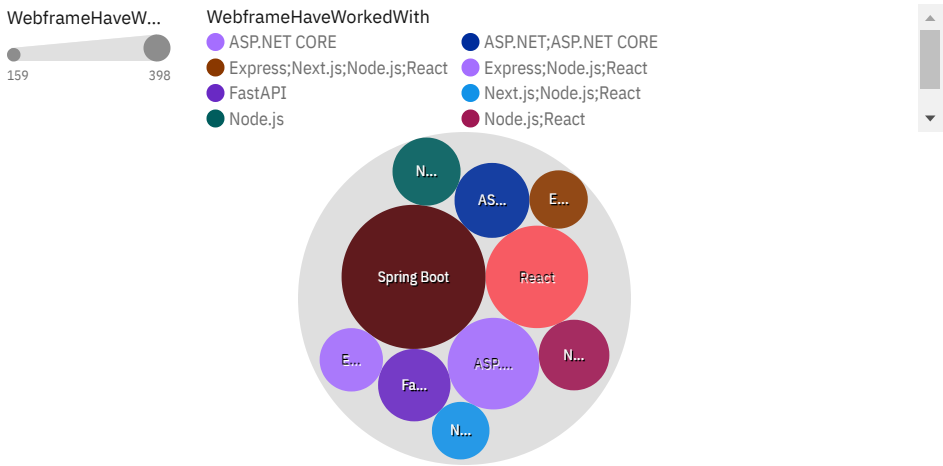 WebframeHaveW...
159 398
WebframeHaveWorkedWith
ASP.NET CORE ASP.NET;ASP.NET CORE
Express;Next.js;Node.js;React Express;Node.js;React
FastAPI Next.js;Node.js;React
Node.js Node.js;React
N...
AS... E...
Spring Boot React
E... Fa... ASP.... N...
N...